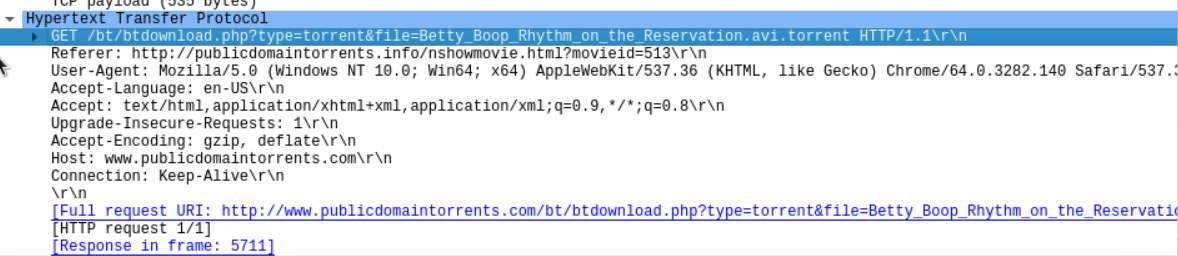 TCP payload (535 bytes)
Hypertext Transfer Protocol
GET /bt/btdownload.php?type=torrent&file=Betty_Boop_Rhythm_on_the_Reservation.avi.torrent HTTP/1.1\r\n
Referer: http://publicdomaintorrents.info/nshowmovie.html?movieid=513\r\n
User-Agent: Mozilla/5.0 (Windows NT 10.0; Win64; x64) AppleWebKit/537.36 (KHTML, like Gecko) Chrome/64.0.3282.140 Safari/537.3
Accept-Language: en-US\r\n
Accept: text/html,application/xhtml+xml,application/xml;q=0.9,*/*;q=0.8\r\n
Upgrade-Insecure-Requests: 1\r\n
Accept-Encoding: gzip, deflate\r\n
Host: www.publicdomaintorrents.com\r\n
Connection: Keep-Alive\r\n
\r\n
[Full request URI: http://www.publicdomaintorrents.com/bt/btdownload.php?type=torrent&file=Betty_Boop_Rhythm_on_the_Reservatio
[HTTP request 1/1]
[Response in frame: 5711]